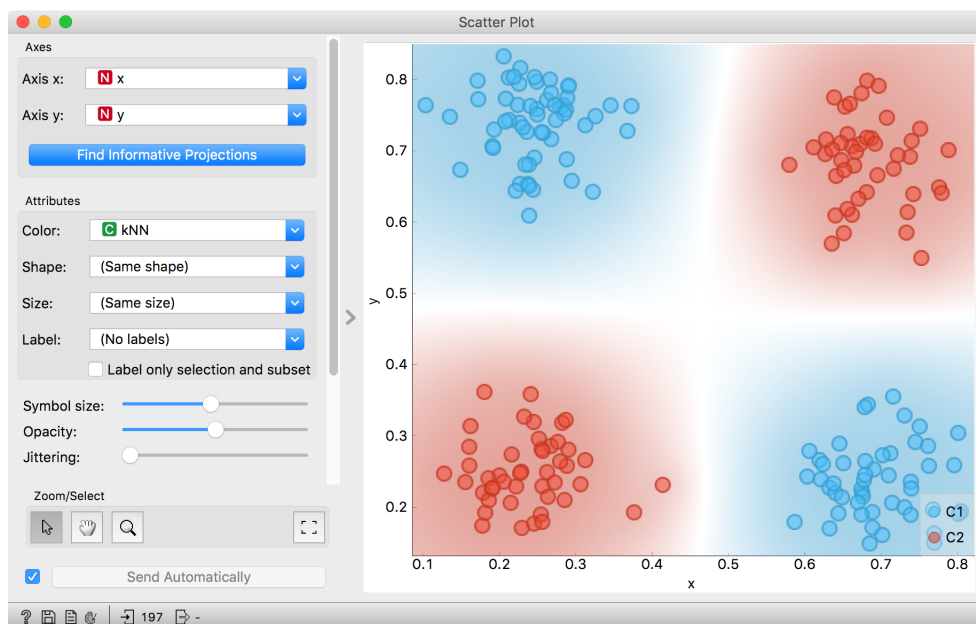 Scatter Plot
Axes
Axis x: N x
Axis y: N y
Find Informative Projections
Attributes
Color: C kNN
Shape: (Same shape)
Size: (Same size)
Label: (No labels)
Label only selection and subset
Symbol size:
Opacity:
Jittering:
Zoom/Select
Send Automatically
? 197 -
y
0.8
0.7
0.6
0.5
0.4
0.3
0.2
0.1 0.2 0.3 0.4 0.5 0.6 0.7 0.8
x
C1
C2